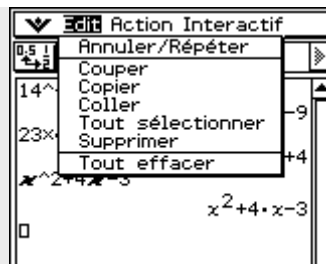 Edit Action Interactif
Annuler/Répéter
Couper
Copier
Coller
Tout sélectionner
Supprimer
Tout effacer
14^
-9
23×
+4
x^2+4x-3
x²+4·x-3